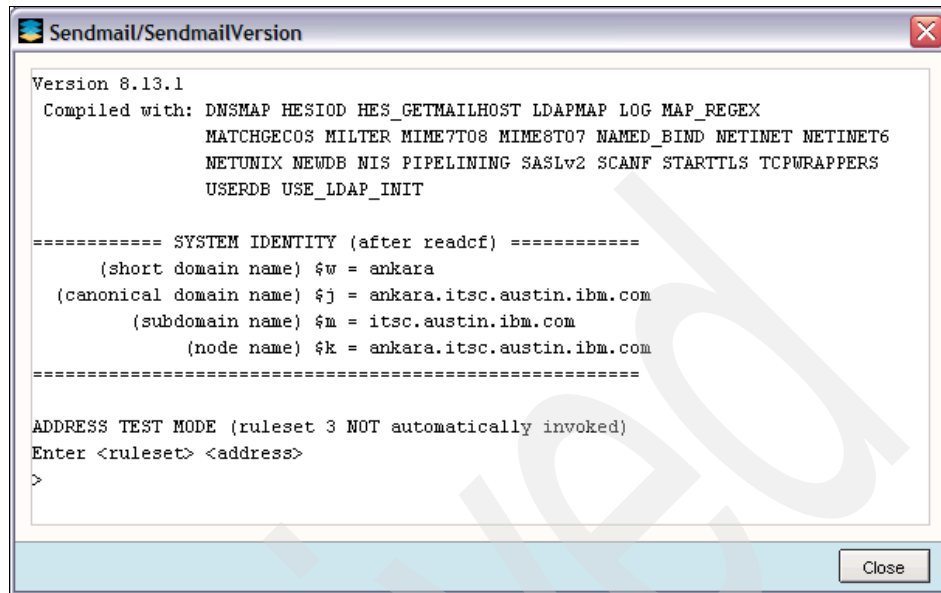 Sendmail/SendmailVersion
Version 8.13.1
Compiled with: DNSMAP HESIOD HES_GETMAILHOST LDAPMAP LOG MAP_REGEX
MATCHGECOS MILTER MIME7TO8 MIME8TO7 NAMED_BIND NETINET NETINET6
NETUNIX NEWDB NIS PIPELINING SASLv2 SCANF STARTTLS TCPWRAPPERS
USERDB USE_LDAP_INIT
============ SYSTEM IDENTITY (after readcf) ============
(short domain name) $w = ankara
(canonical domain name) $j = ankara.itsc.austin.ibm.com
(subdomain name) $m = itsc.austin.ibm.com
(node name) $k = ankara.itsc.austin.ibm.com
========================================================
ADDRESS TEST MODE (ruleset 3 NOT automatically invoked)
Enter <ruleset> <address>
>
Close